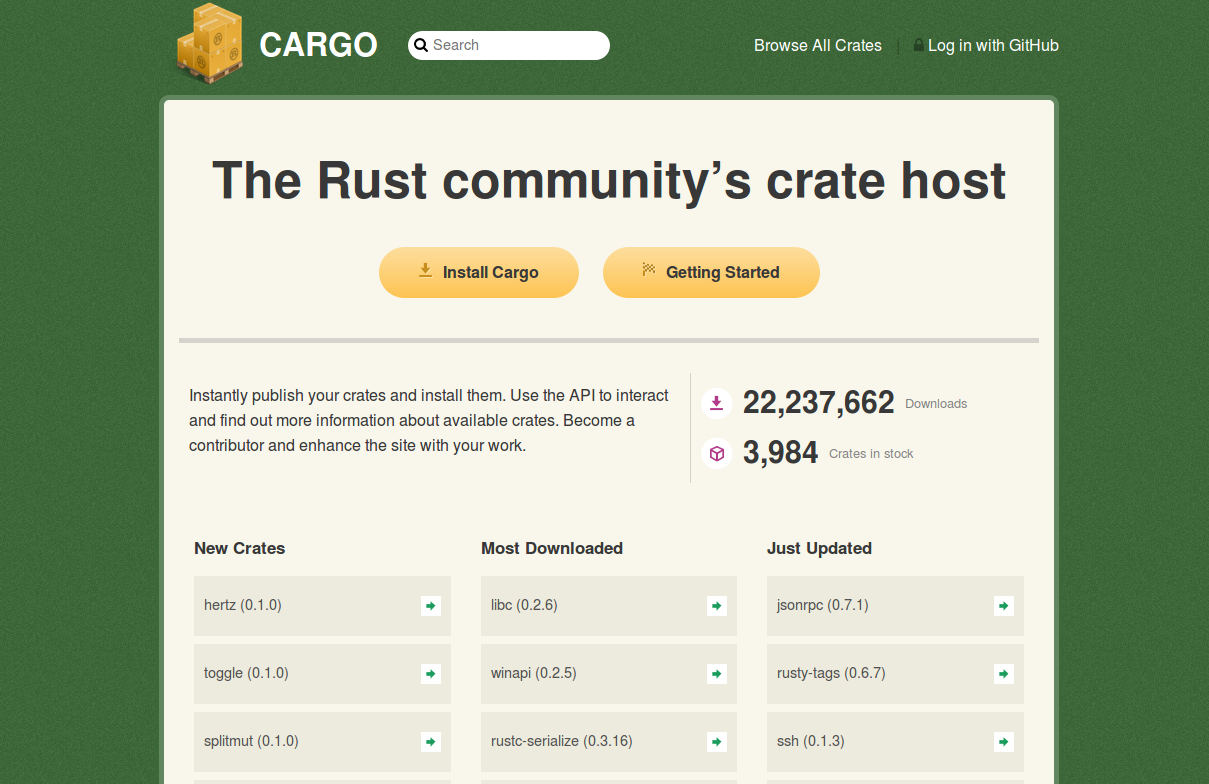 CARGO
Search
Browse All Crates | Log in with GitHub
The Rust community’s crate host
Install Cargo
Getting Started
Instantly publish your crates and install them. Use the API to interact
and find out more information about available crates. Become a
contributor and enhance the site with your work.
22,237,662 Downloads
3,984 Crates in stock
New Crates
hertz (0.1.0)
toggle (0.1.0)
splitmut (0.1.0)
Most Downloaded
libc (0.2.6)
winapi (0.2.5)
rustc-serialize (0.3.16)
Just Updated
jsonrpc (0.7.1)
rusty-tags (0.6.7)
ssh (0.1.3)